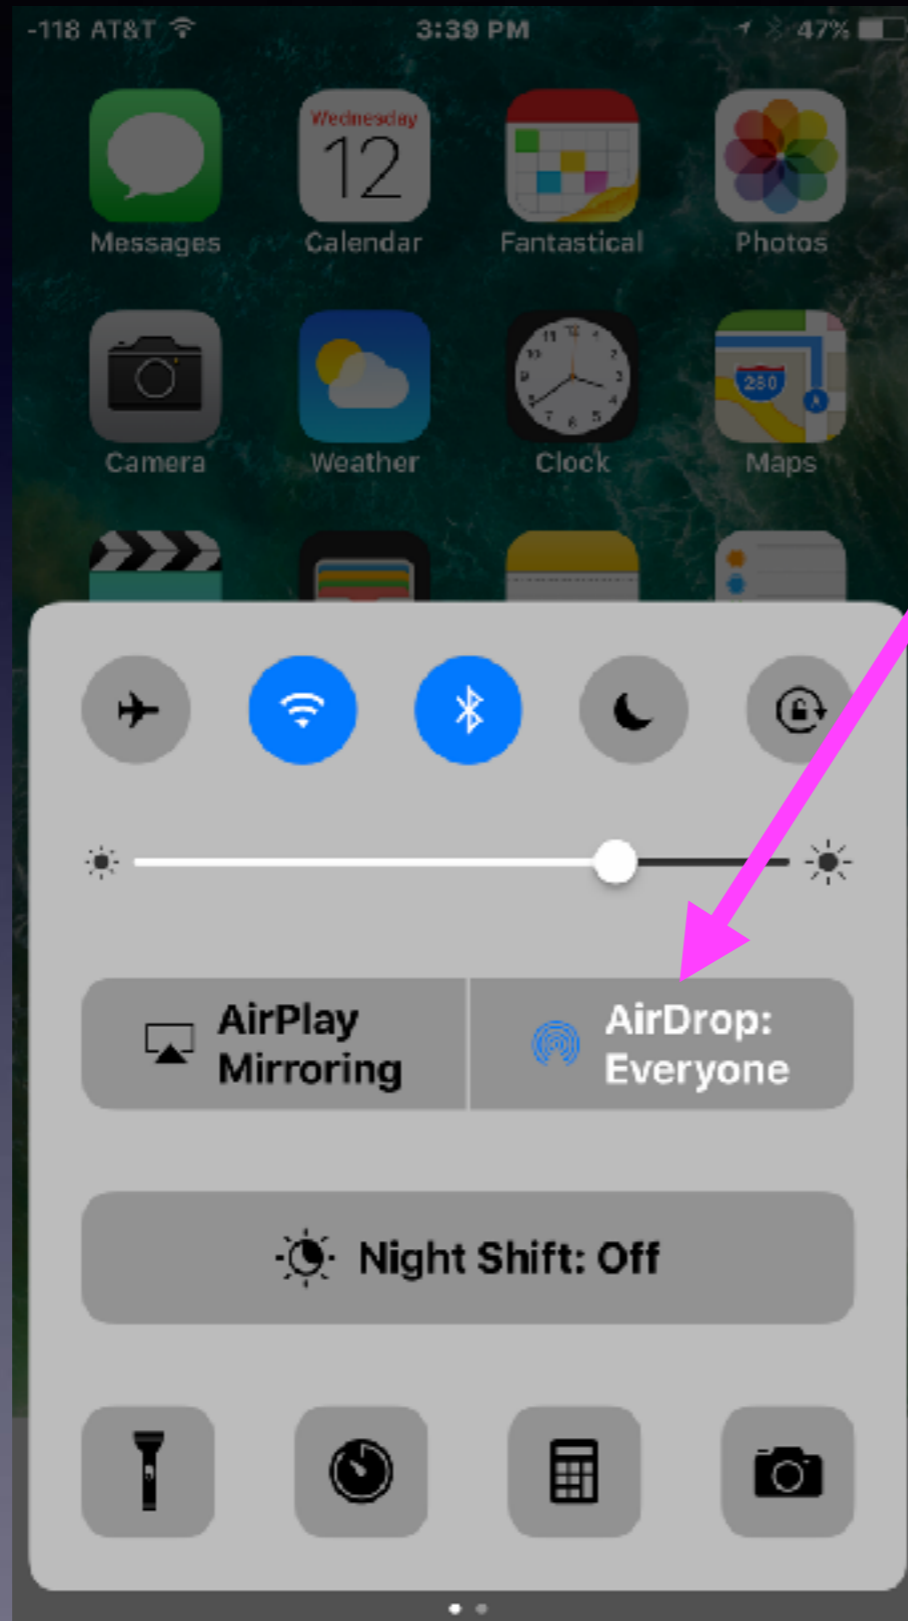 -118 AT&T 3:39 PM 47%
Wednesday
12
Messages Calendar Fantastical Photos
280
Camera Weather Clock Maps
AirPlay
Mirroring
AirDrop:
Everyone
Night Shift: Off